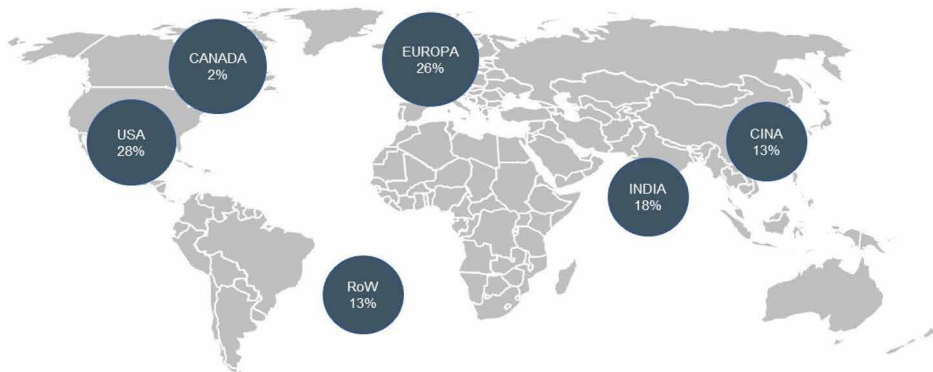 CANADA
2%
EUROPA
26%
USA
28%
CINA
13%
INDIA
18%
RoW
13%